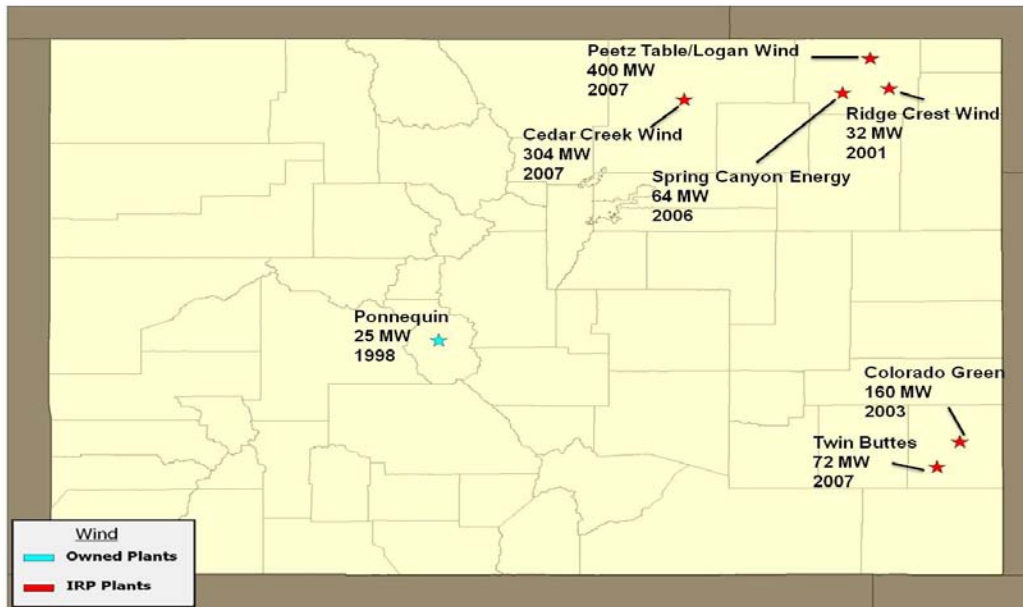 Peetz Table/Logan Wind
400 MW
2007
Ridge Crest Wind
32 MW
2001
Cedar Creek Wind
304 MW
2007
Spring Canyon Energy
64 MW
2006
Ponnequin
25 MW
1998
Colorado Green
160 MW
2003
Twin Buttes
72 MW
2007
Wind
Owned Plants
IRP Plants